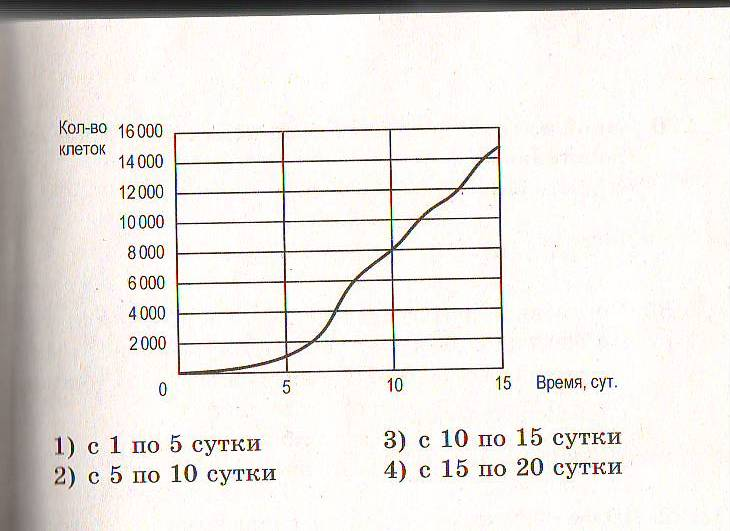 Кол-во
клеток
16 000
14 000
12 000
10 000
8 000
6 000
4 000
2 000
0 5 10 15 Время, сут.
1) с 1 по 5 сутки
2) с 5 по 10 сутки
3) с 10 по 15 сутки
4) с 15 по 20 сутки